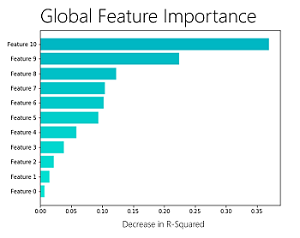 Global Feature Importance
Feature 10
Feature 9
Feature 8
Feature 7
Feature 6
Feature 5
Feature 4
Feature 3
Feature 2
Feature 1
Feature 0
0.00 0.05 0.10 0.15 0.20 0.25 0.30 0.35
Decrease in R-Squared